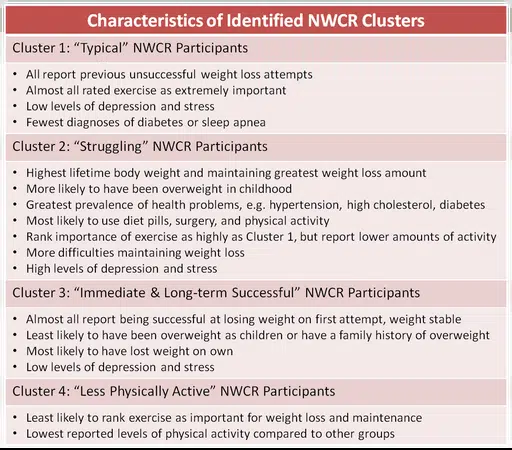 Characteristics of Identified NWCR Clusters
Cluster 1: “Typical” NWCR Participants
• All report previous unsuccessful weight loss attempts
• Almost all rated exercise as extremely important
• Low levels of depression and stress
• Fewest diagnoses of diabetes or sleep apnea
Cluster 2: “Struggling” NWCR Participants
• Highest lifetime body weight and maintaining greatest weight loss amount
• More likely to have been overweight in childhood
• Greatest prevalence of health problems, e.g. hypertension, high cholesterol, diabetes
• Most likely to use diet pills, surgery, and physical activity
• Rank importance of exercise as highly as Cluster 1, but report lower amounts of activity
• More difficulties maintaining weight loss
• High levels of depression and stress
Cluster 3: “Immediate & Long-term Successful” NWCR Participants
• Almost all report being successful at losing weight on first attempt, weight stable
• Least likely to have been overweight as children or have a family history of overweight
• Most likely to have lost weight on own
• Low levels of depression and stress
Cluster 4: “Less Physically Active” NWCR Participants
• Least likely to rank exercise as important for weight loss and maintenance
• Lowest reported levels of physical activity compared to other groups